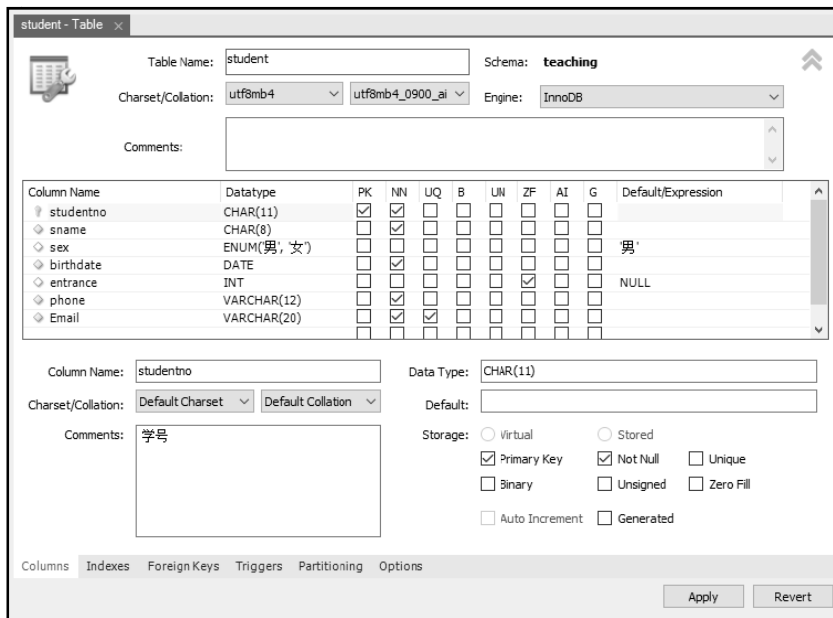 student - Table ×
Table Name: student Schema: teaching
Charset/Collation: utf8mb4 utf8mb4_0900_ai Engine: InnoDB
Comments:
Column Name Datatype PK NN UQ B UN ZF AI G Default/Expression
studentno CHAR(11)
sname CHAR(8)
sex ENUM('男', '女') '男'
birthdate DATE
entrance INT NULL
phone VARCHAR(12)
Email VARCHAR(20)
Column Name: studentno Data Type: CHAR(11)
Charset/Collation: Default Charset Default Collation Default:
Comments: 学号 Storage: Virtual Stored
Primary Key Not Null Unique
Binary Unsigned Zero Fill
Auto Increment Generated
Columns Indexes Foreign Keys Triggers Partitioning Options
Apply Revert